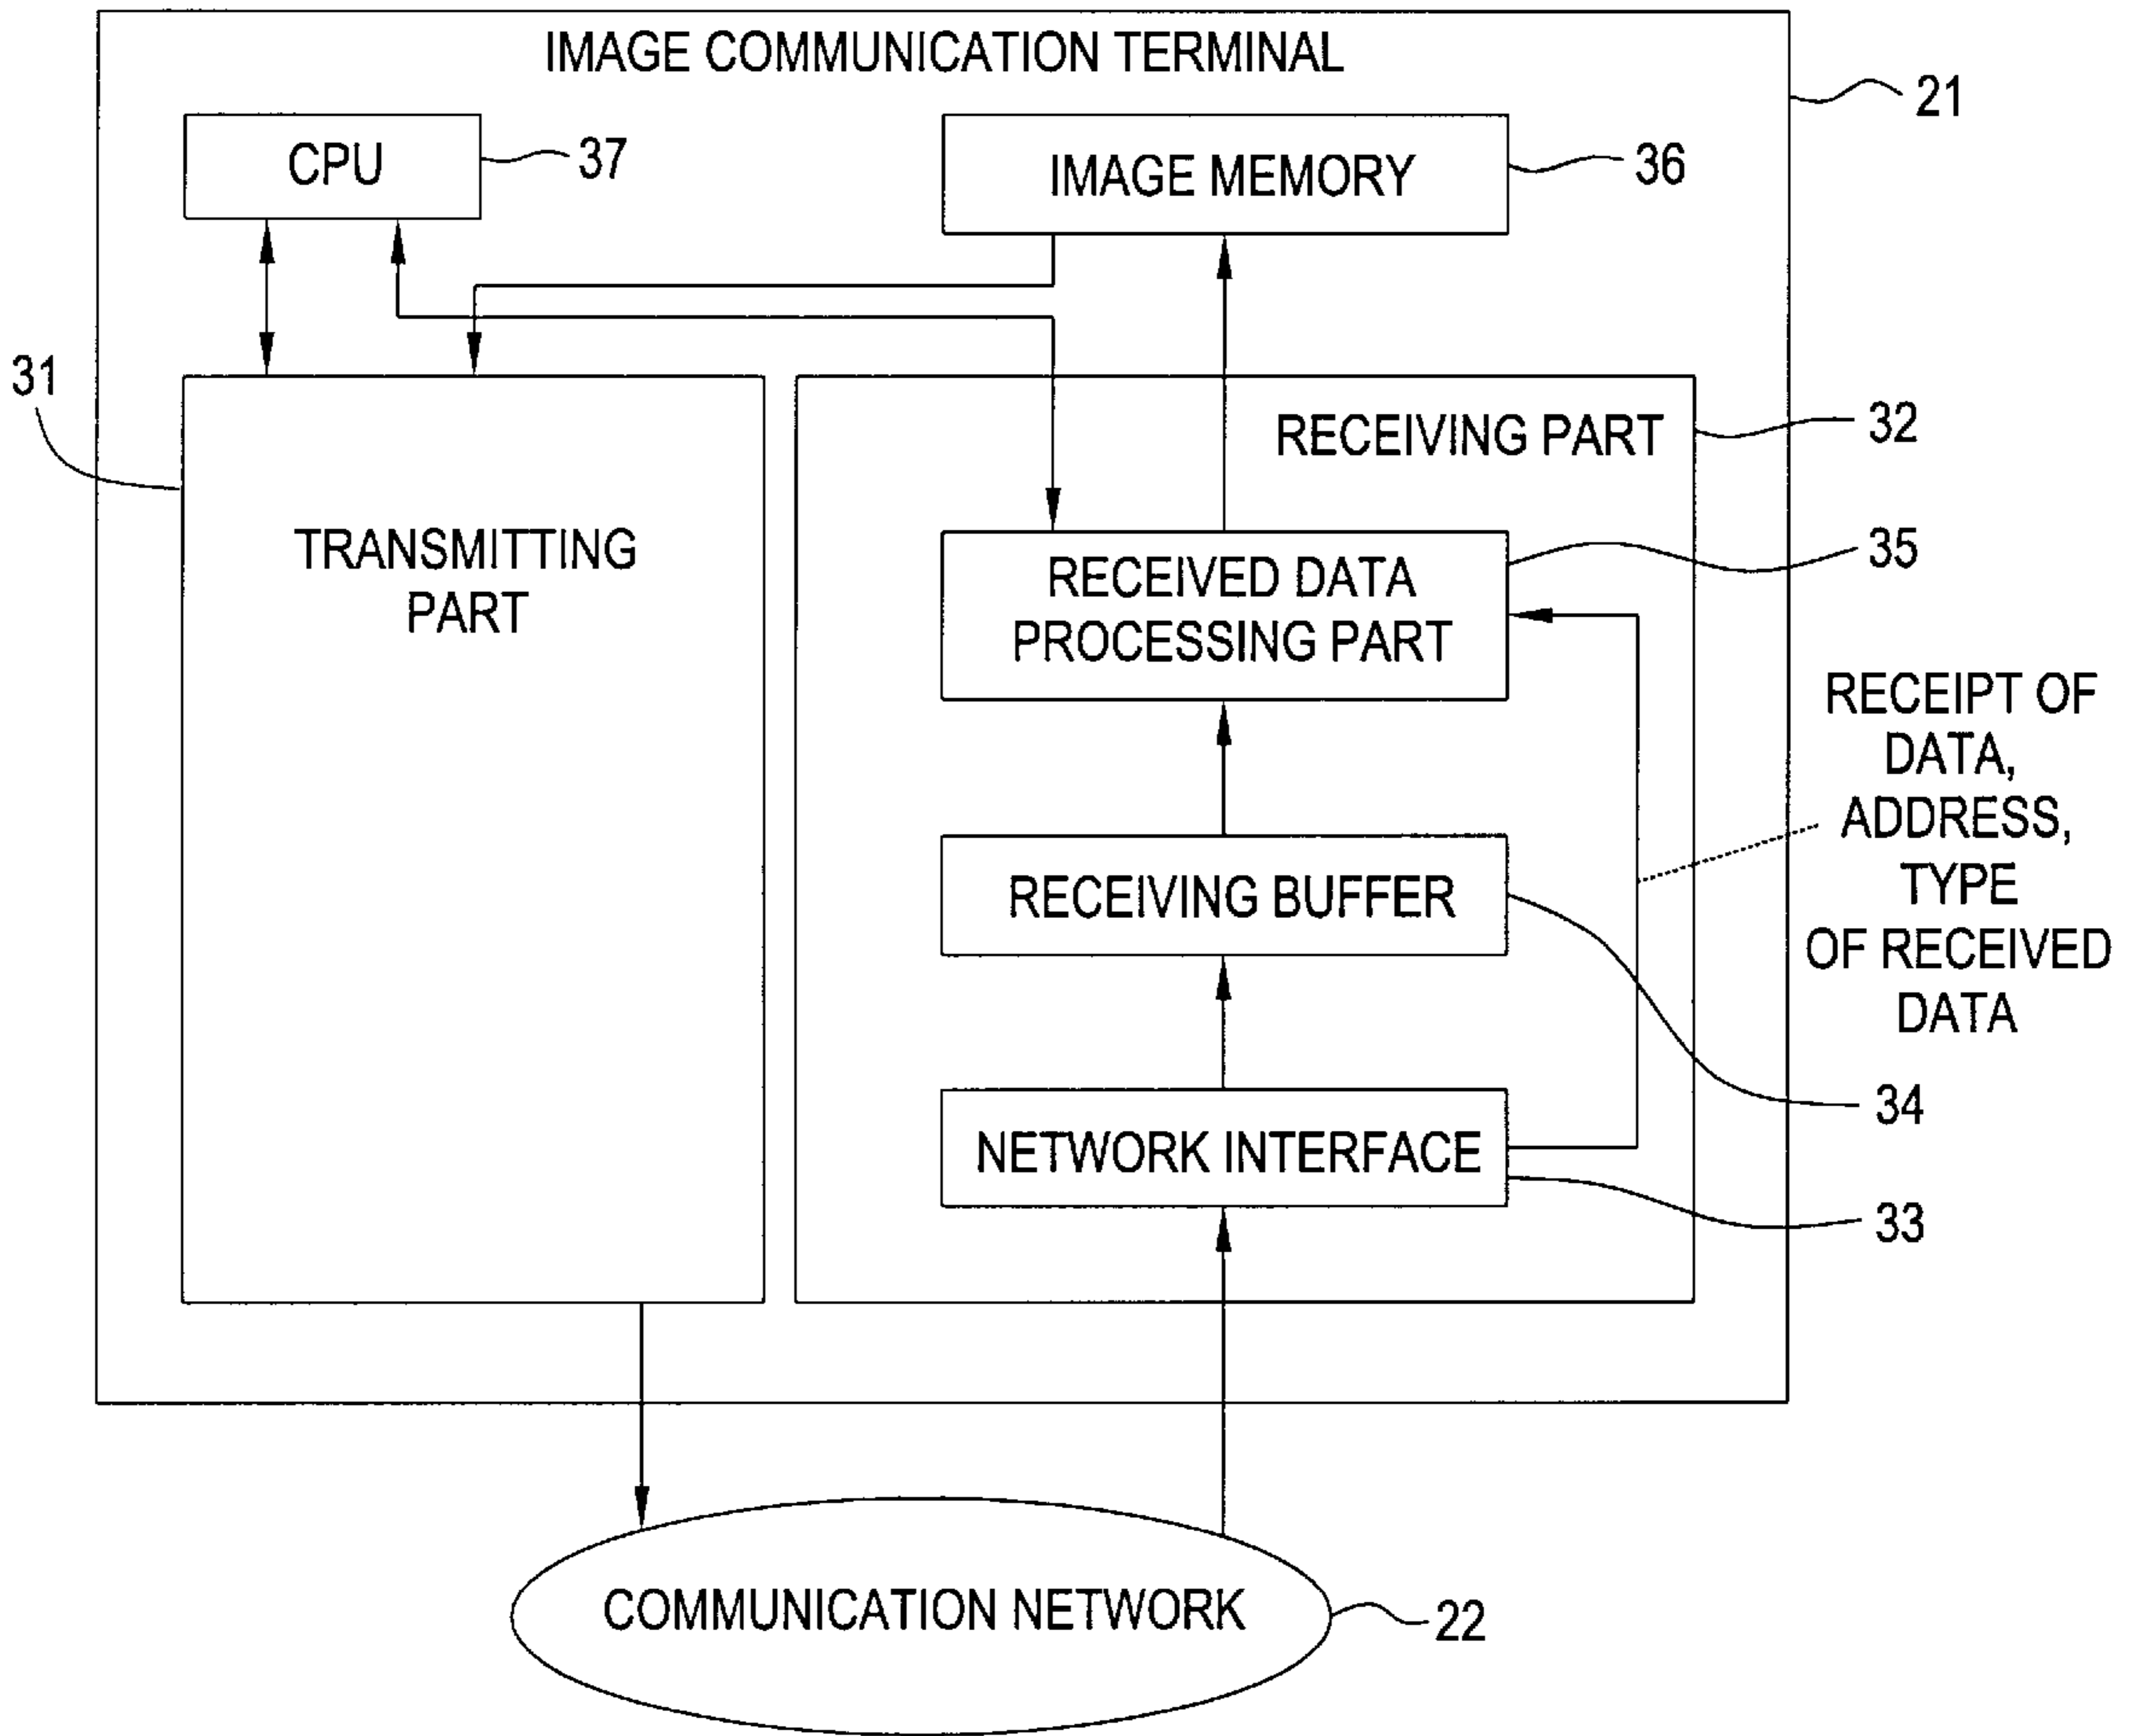 IMAGE COMMUNICATION TERMINAL
21
CPU
37
IMAGE MEMORY
36
31
TRANSMITTING
PART
RECEIVING PART
32
RECEIVED DATA
PROCESSING PART
35
RECEIPT OF
DATA,
ADDRESS,
TYPE
OF RECEIVED
DATA
RECEIVING BUFFER
34
NETWORK INTERFACE
33
COMMUNICATION NETWORK
22